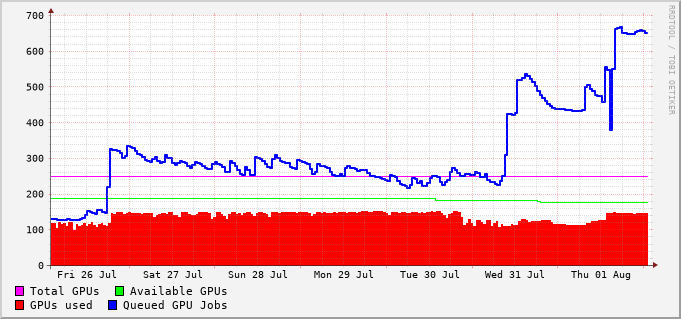 RRDTOOL / TOBI OETIKER
700
600
500
400
300
200
100
0
Fri 26 Jul Sat 27 Jul Sun 28 Jul Mon 29 Jul Tue 30 Jul Wed 31 Jul Thu 01 Aug
Total GPUs Available GPUs
GPUs used Queued GPU Jobs